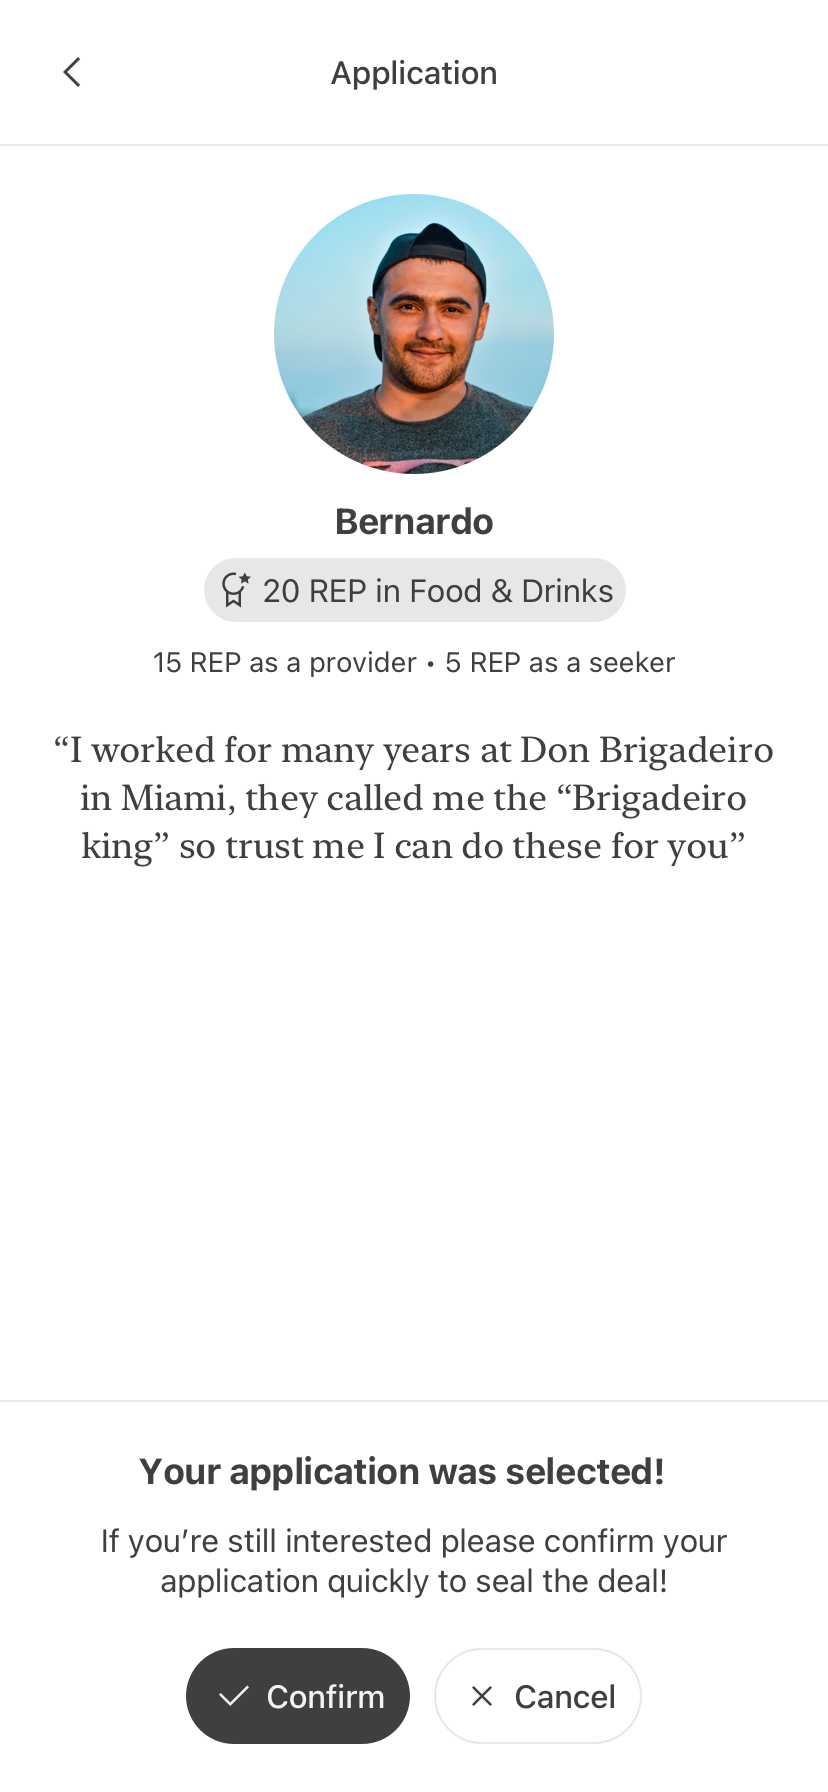 Application
Bernardo
20 REP in Food & Drinks
15 REP as a provider • 5 REP as a seeker
“I worked for many years at Don Brigadeiro
in Miami, they called me the “Brigadeiro
king” so trust me I can do these for you”
Your application was selected!
If you’re still interested please confirm your
application quickly to seal the deal!
Confirm
Cancel